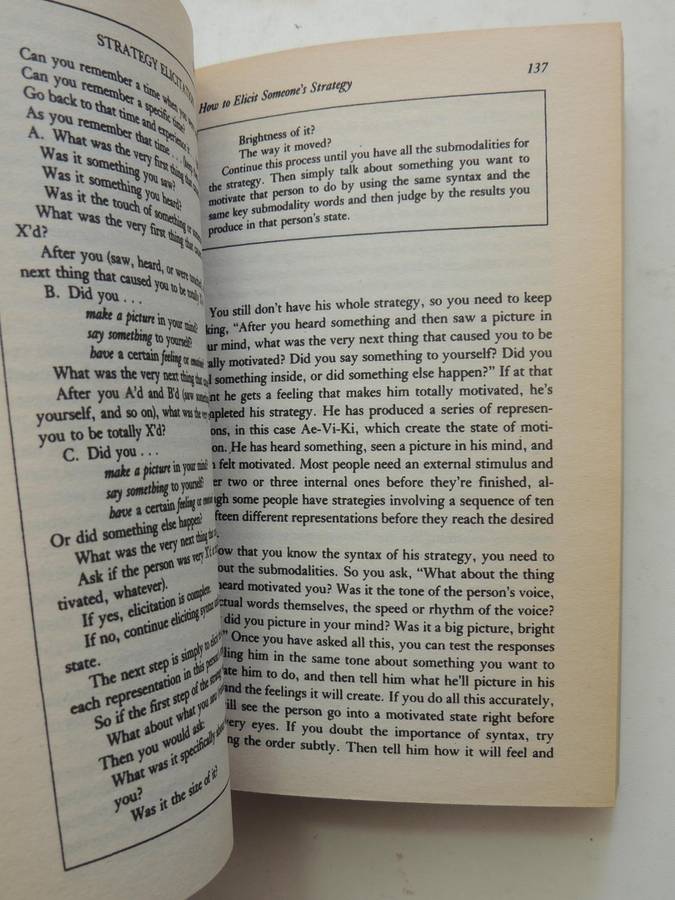 STRATEGY ELICITATION
Can you remember a time when you
Can you remember a specific time?
Go back to that time and experience it
As you remember that time . . .
A. What was the very first thing that
Was it something you saw?
Was it something you heard?
Was it the touch of something or
What was the very first thing that
X'd?
After you (saw, heard, or were touched
next thing that caused you to be totally
B. Did you . . .
make a picture in your mind?
say something to yourself?
have a certain feeling or
What was the very next thing that
After you A'd and B'd (saw
yourself, and so on), what was the
you to be totally X'd?
C. Did you . . .
make a picture in your mind?
say something to yourself?
have a certain feeling or
Or did something else happen?
What was the very next thing
Ask if the person was very X'd
tivated, whatever).
If yes, elicitation is complete.
If no, continue eliciting syntax
state.
The next step is simply to elicit
each representation in this person's
So if the first step of the
What about what you
Then you would ask:
What was it specifically about
you?
Was it the size of it?
How to Elicit Someone's Strategy 137
Brightness of it?
The way it moved?
Continue this process until you have all the submodalities for
the strategy. Then simply talk about something you want to
motivate that person to do by using the same syntax and the
same key submodality words and then judge by the results you
produce in that person's state.
You still don't have his whole strategy, so you need to keep
king, "After you heard something and then saw a picture in
ur mind, what was the very next thing that caused you to be
ally motivated? Did you say something to yourself? Did you
l something inside, or did something else happen?" If at that
nt he gets a feeling that makes him totally motivated, he's
pleted his strategy. He has produced a series of represen-
ons, in this case Ae-Vi-Ki, which create the state of moti-
on. He has heard something, seen a picture in his mind, and
felt motivated. Most people need an external stimulus and
er two or three internal ones before they're finished, al-
ugh some people have strategies involving a sequence of ten
fteen different representations before they reach the desired
ow that you know the syntax of his strategy, you need to
out the submodalities. So you ask, "What about the thing
heard motivated you? Was it the tone of the person's voice,
ctual words themselves, the speed or rhythm of the voice?
did you picture in your mind? Was it a big picture, bright
" Once you have asked all this, you can test the responses
ling him in the same tone about something you want to
ate him to do, and then tell him what he'll picture in his
and the feelings it will create. If you do all this accurately,
ill see the person go into a motivated state right before
very eyes. If you doubt the importance of syntax, try
ng the order subtly. Then tell him how it will feel and